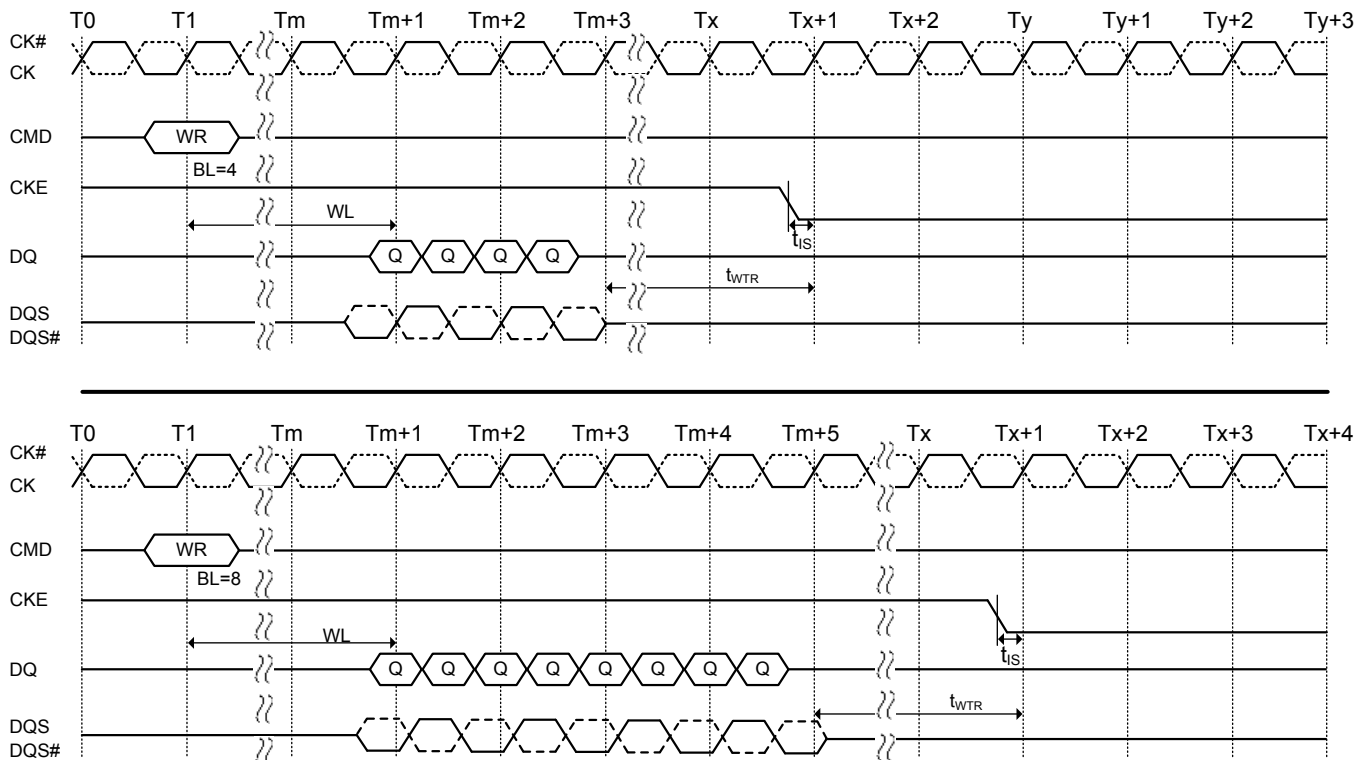 T0 T1 Tm Tm+1 Tm+2 Tm+3 Tx Tx+1 Tx+2 Ty Ty+1 Ty+2 Ty+3
CK#
CK
CMD WR
BL=4
CKE
WL
tIS
DQ Q Q Q Q
tWTR
DQS
DQS#
T0 T1 Tm Tm+1 Tm+2 Tm+3 Tm+4 Tm+5 Tx Tx+1 Tx+2 Tx+3 Tx+4
CK#
CK
CMD WR
BL=8
CKE
WL
tIS
DQ Q Q Q Q Q Q Q Q
tWTR
DQS
DQS#